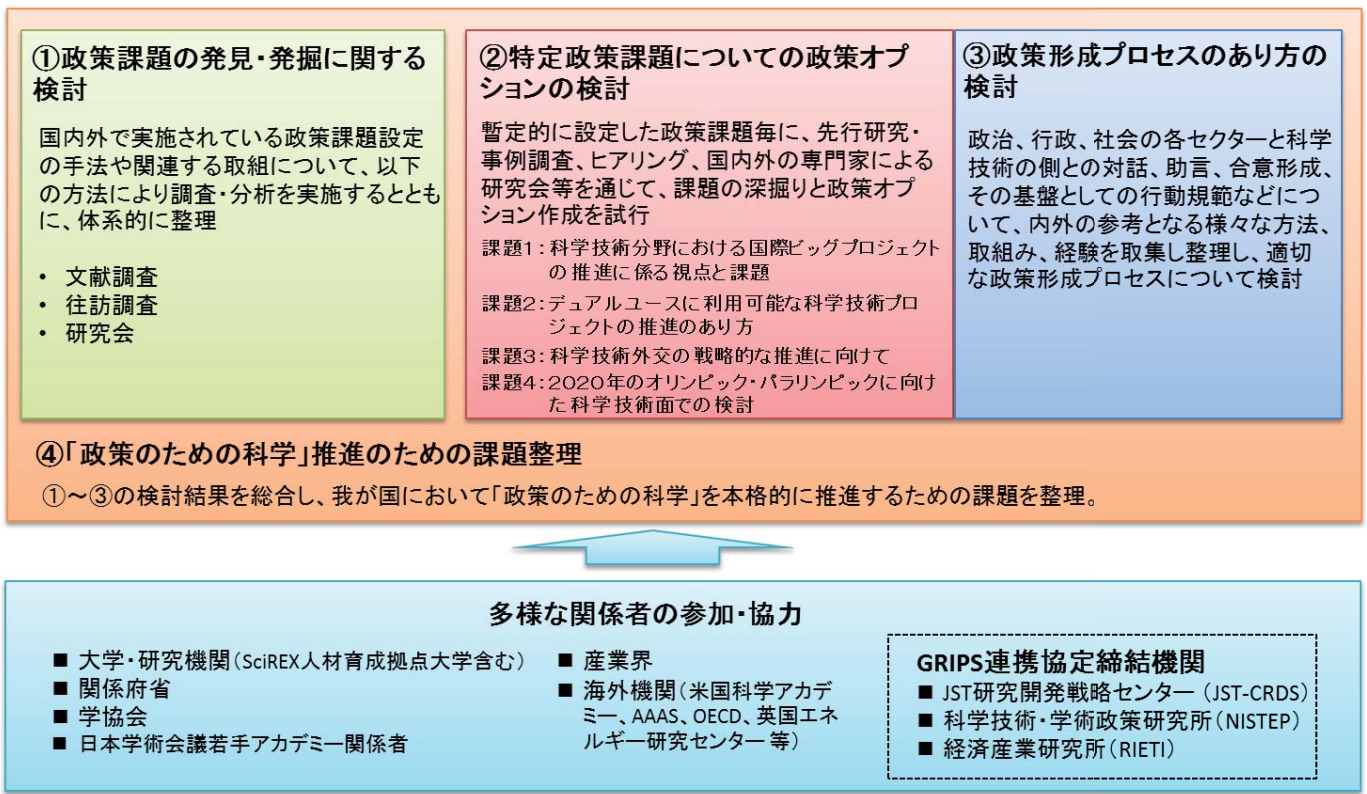 ①政策課題の発見・発掘に関する
検討
国内外で実施されている政策課題設定
の手法や関連する取組について、以下
の方法により調査・分析を実施するととも
に、体系的に整理
• 文献調査
• 往訪調査
• 研究会
②特定政策課題についての政策オプ
ションの検討
暫定的に設定した政策課題毎に、先行研究・
事例調査、ヒアリング、国内外の専門家による
研究会等を通じて、課題の深掘りと政策オプ
ション作成を試行
課題1：科学技術分野における国際ビッグプロジェクト
の推進に係る視点と課題
課題2：デュアルユースに利用可能な科学技術プロ
ジェクトの推進のあり方
課題3：科学技術外交の戦略的な推進に向けて
課題4：2020年のオリンピック・パラリンピックに向け
た科学技術面での検討
③政策形成プロセスのあり方の
検討
政治、行政、社会の各セクターと科学
技術の側との対話、助言、合意形成、
その基盤としての行動規範などにつ
いて、内外の参考となる様々な方法、
取組み、経験を取集し整理し、適切
な政策形成プロセスについて検討
④「政策のための科学」推進のための課題整理
①～③の検討結果を総合し、我が国において「政策のための科学」を本格的に推進するための課題を整理。
多様な関係者の参加・協力
■ 大学・研究機関（SciREX人材育成拠点大学含む）
■ 関係府省
■ 学協会
■ 日本学術会議若手アカデミー関係者
■ 産業界
■ 海外機関（米国科学アカデ
ミー、AAAS、OECD、英国エネ
ルギー研究センター 等）
GRIPS連携協定締結機関
■ JST研究開発戦略センター（JST-CRDS）
■ 科学技術・学術政策研究所（NISTEP）
■ 経済産業研究所（RIETI）